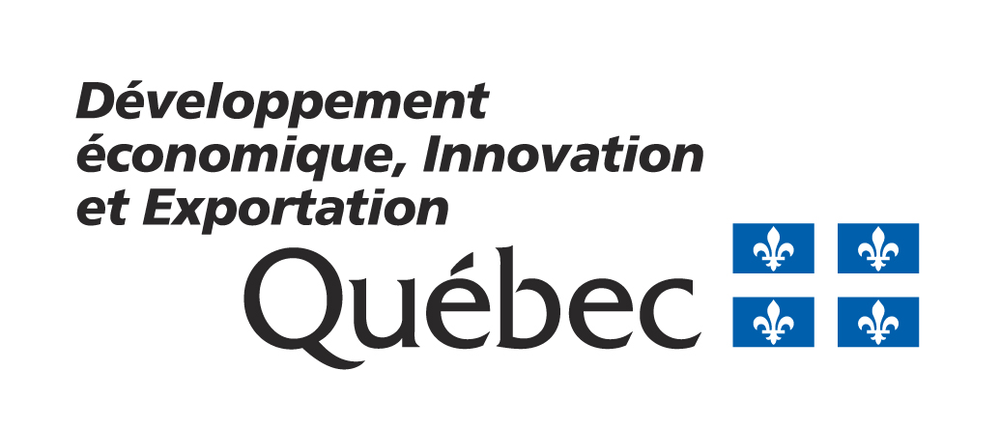 Développement
économique, Innovation
et Exportation
Québec